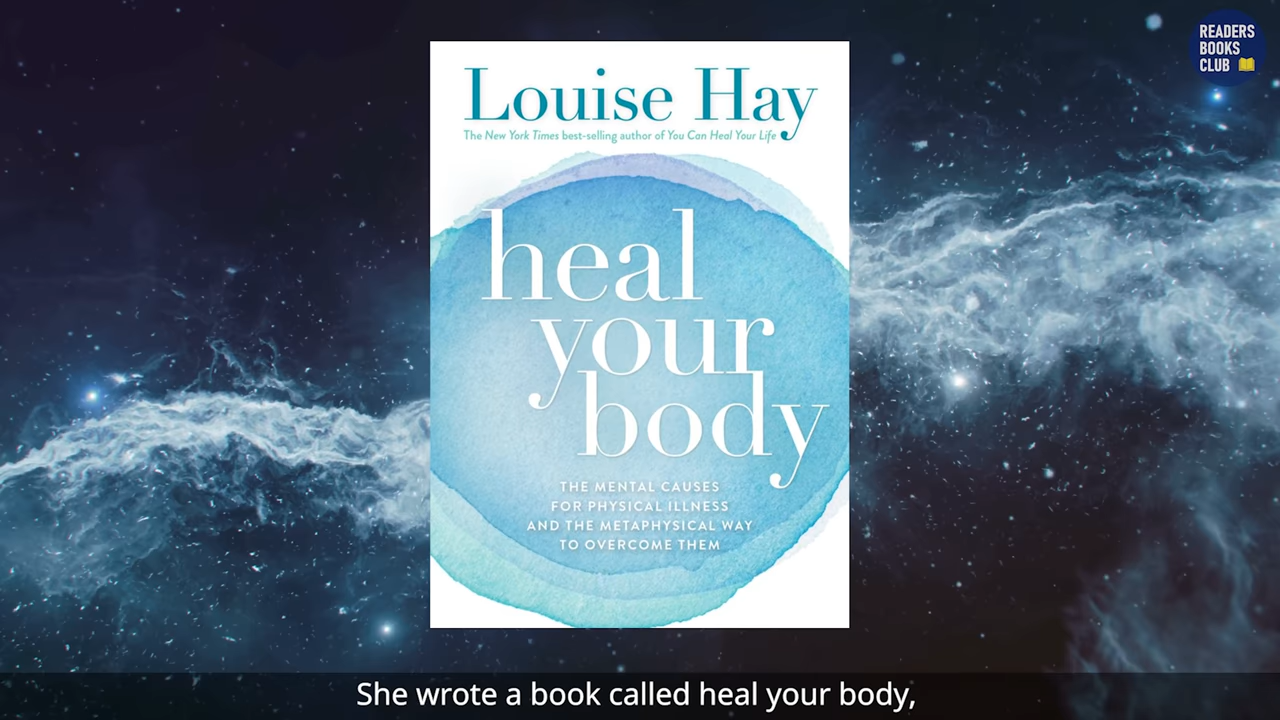 READERS
BOOKS
CLUB
Louise Hay
The New York Times best-selling author of You Can Heal Your Life
heal
your
body
THE MENTAL CAUSES
FOR PHYSICAL ILLNESS
AND THE METAPHYSICAL WAY
TO OVERCOME THEM
She wrote a book called heal your body,